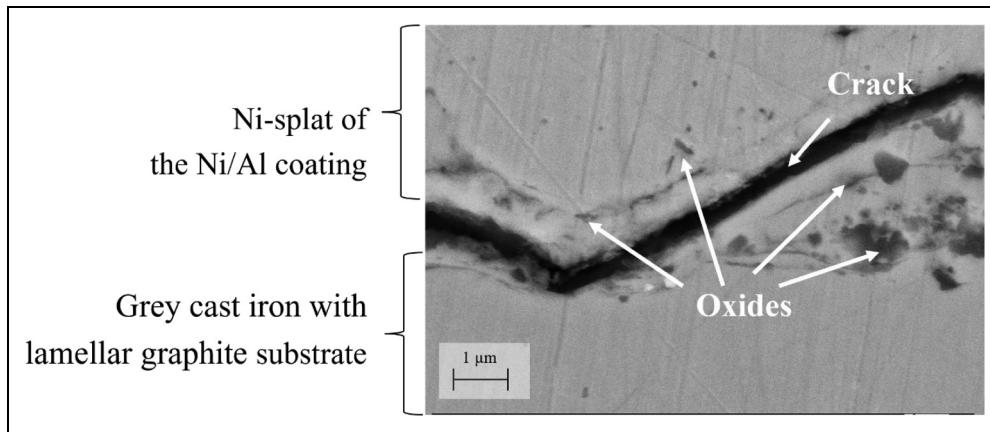 Crack
Ni-splat of
the Ni/Al coating
Grey cast iron with
lamellar graphite substrate
Oxides
1 μm